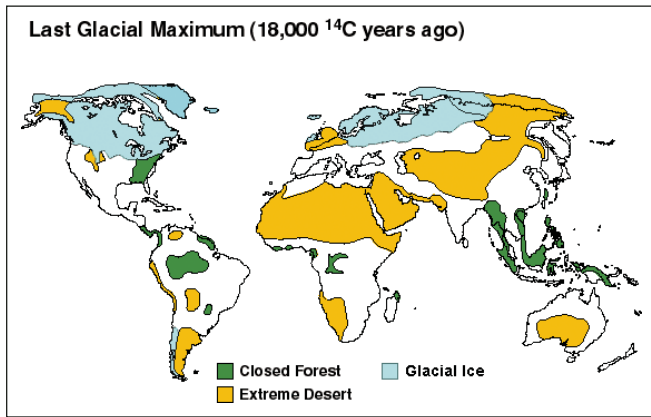 Last Glacial Maximum (18,000 ¹⁴C years ago)
Closed Forest
Glacial Ice
Extreme Desert